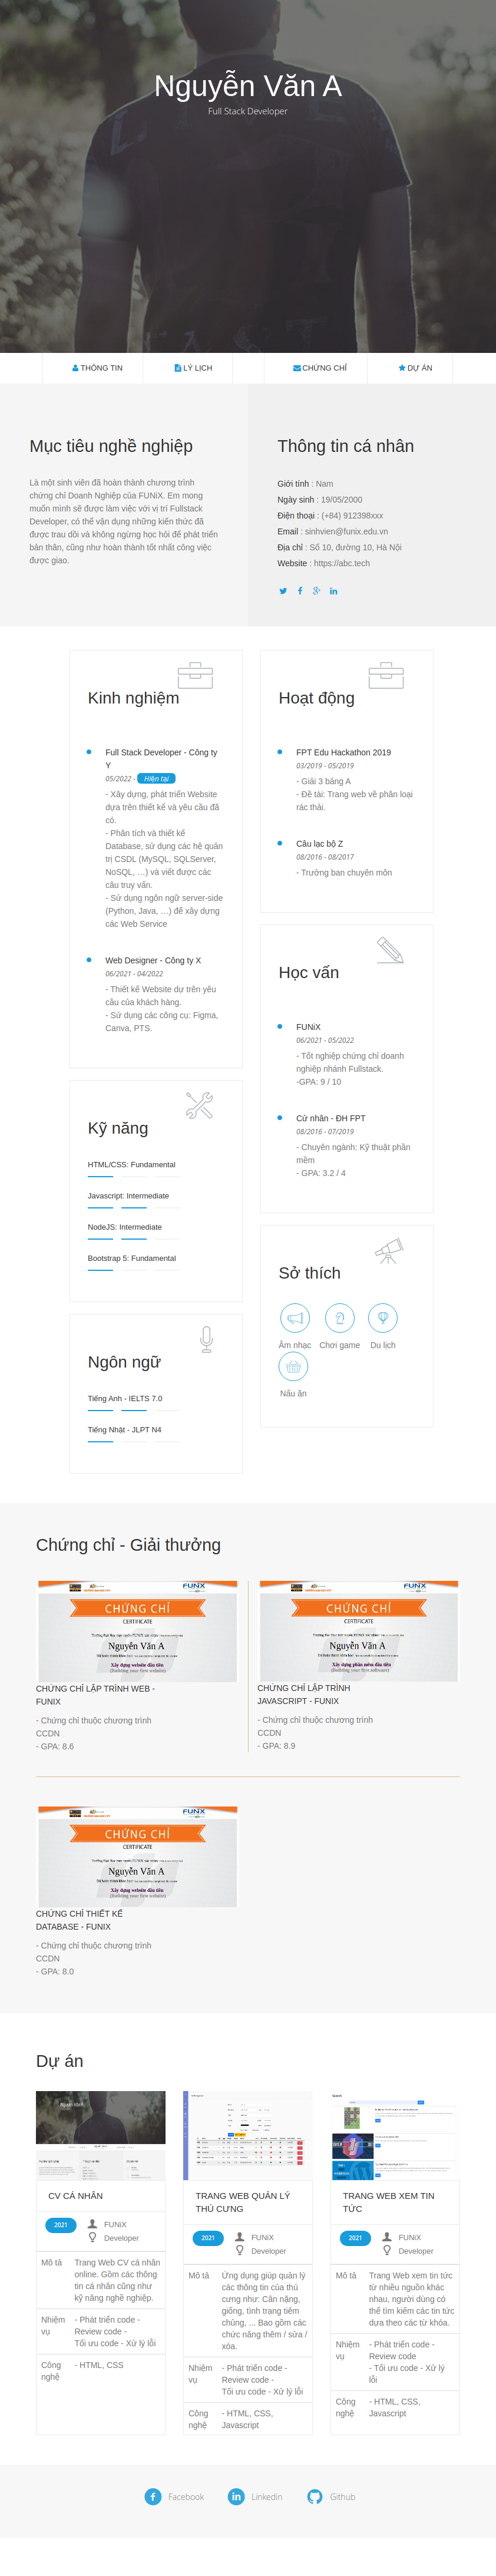 Nguyễn Văn A
Full Stack Developer
THÔNG TIN
LÝ LỊCH
CHỨNG CHỈ
DỰ ÁN
Mục tiêu nghề nghiệp
Là một sinh viên đã hoàn thành chương trình
chứng chỉ Doanh Nghiệp của FUNiX. Em mong
muốn mình sẽ được làm việc với vị trí Fullstack
Developer, có thể vận dụng những kiến thức đã
được trau dồi và không ngừng học hỏi để phát triển
bản thân, cũng như hoàn thành tốt nhất công việc
được giao.
Thông tin cá nhân
Giới tính : Nam
Ngày sinh : 19/05/2000
Điện thoại : (+84) 912398xxx
Email : sinhvien@funix.edu.vn
Địa chỉ : Số 10, đường 10, Hà Nội
Website : https://abc.tech
Kinh nghiệm
Full Stack Developer - Công ty
Y
05/2022 - Hiện tại
- Xây dựng, phát triển Website
dựa trên thiết kế và yêu cầu đã
có.
- Phân tích và thiết kế
Database, sử dụng các hệ quản
trị CSDL (MySQL, SQLServer,
NoSQL, …) và viết được các
câu truy vấn.
- Sử dụng ngôn ngữ server-side
(Python, Java, …) để xây dựng
các Web Service
Web Designer - Công ty X
06/2021 - 04/2022
- Thiết kế Website dự trên yêu
cầu của khách hàng.
- Sử dụng các công cụ: Figma,
Canva, PTS.
Kỹ năng
HTML/CSS: Fundamental
Javascript: Intermediate
NodeJS: Intermediate
Bootstrap 5: Fundamental
Ngôn ngữ
Tiếng Anh - IELTS 7.0
Tiếng Nhật - JLPT N4
Hoạt động
FPT Edu Hackathon 2019
03/2019 - 05/2019
- Giải 3 bảng A
- Đề tài: Trang web về phân loại
rác thải.
Câu lạc bộ Z
08/2016 - 08/2017
- Trưởng ban chuyên môn
Học vấn
FUNiX
06/2021 - 05/2022
- Tốt nghiệp chứng chỉ doanh
nghiệp nhánh Fullstack.
-GPA: 9 / 10
Cử nhân - ĐH FPT
08/2016 - 07/2019
- Chuyên ngành: Kỹ thuật phần
mềm
- GPA: 3.2 / 4
Sở thích
Âm nhạc
Chơi game
Du lịch
Nấu ăn
Chứng chỉ - Giải thưởng
FUNiX
CHỨNG CHỈ
CERTIFICATE
Nguyễn Văn A
Xây dựng website đầu tiên
(Building your first website)
CHỨNG CHỈ LẬP TRÌNH WEB -
FUNIX
- Chứng chỉ thuộc chương trình
CCDN
- GPA: 8.6
FUNiX
CHỨNG CHỈ
CERTIFICATE
Nguyễn Văn A
Xây dựng phần mềm đầu tiên
CHỨNG CHỈ LẬP TRÌNH
JAVASCRIPT - FUNIX
- Chứng chỉ thuộc chương trình
CCDN
- GPA: 8.9
FUNiX
CHỨNG CHỈ
CERTIFICATE
Nguyễn Văn A
Xây dựng website đầu tiên
(Building your first website)
CHỨNG CHỈ THIẾT KẾ
DATABASE - FUNIX
- Chứng chỉ thuộc chương trình
CCDN
- GPA: 8.0
Dự án
CV CÁ NHÂN
2021
FUNiX
Developer
Mô tả
Trang Web CV cá nhân
online. Gồm các thông
tin cá nhân cũng như
kỹ năng nghề nghiệp.
Nhiệm vụ
- Phát triển code -
Review code -
Tối ưu code - Xử lý lỗi
Công nghệ
- HTML, CSS
TRANG WEB QUẢN LÝ
THÚ CƯNG
2021
FUNiX
Developer
Mô tả
Ứng dụng giúp quản lý
các thông tin của thú
cưng như: Cân nặng,
giống, tình trạng tiêm
chủng, ... Bao gồm các
chức năng thêm / sửa /
xóa.
Nhiệm vụ
- Phát triển code -
Review code -
Tối ưu code - Xử lý lỗi
Công nghệ
- HTML, CSS,
Javascript
TRANG WEB XEM TIN
TỨC
2021
FUNiX
Developer
Mô tả
Trang Web xem tin tức
từ nhiều nguồn khác
nhau, người dùng có
thể tìm kiếm các tin tức
dựa theo các từ khóa.
Nhiệm vụ
- Phát triển code -
Review code
- Tối ưu code - Xử lý
lỗi
Công nghệ
- HTML, CSS,
Javascript
Facebook
Linkedin
Github